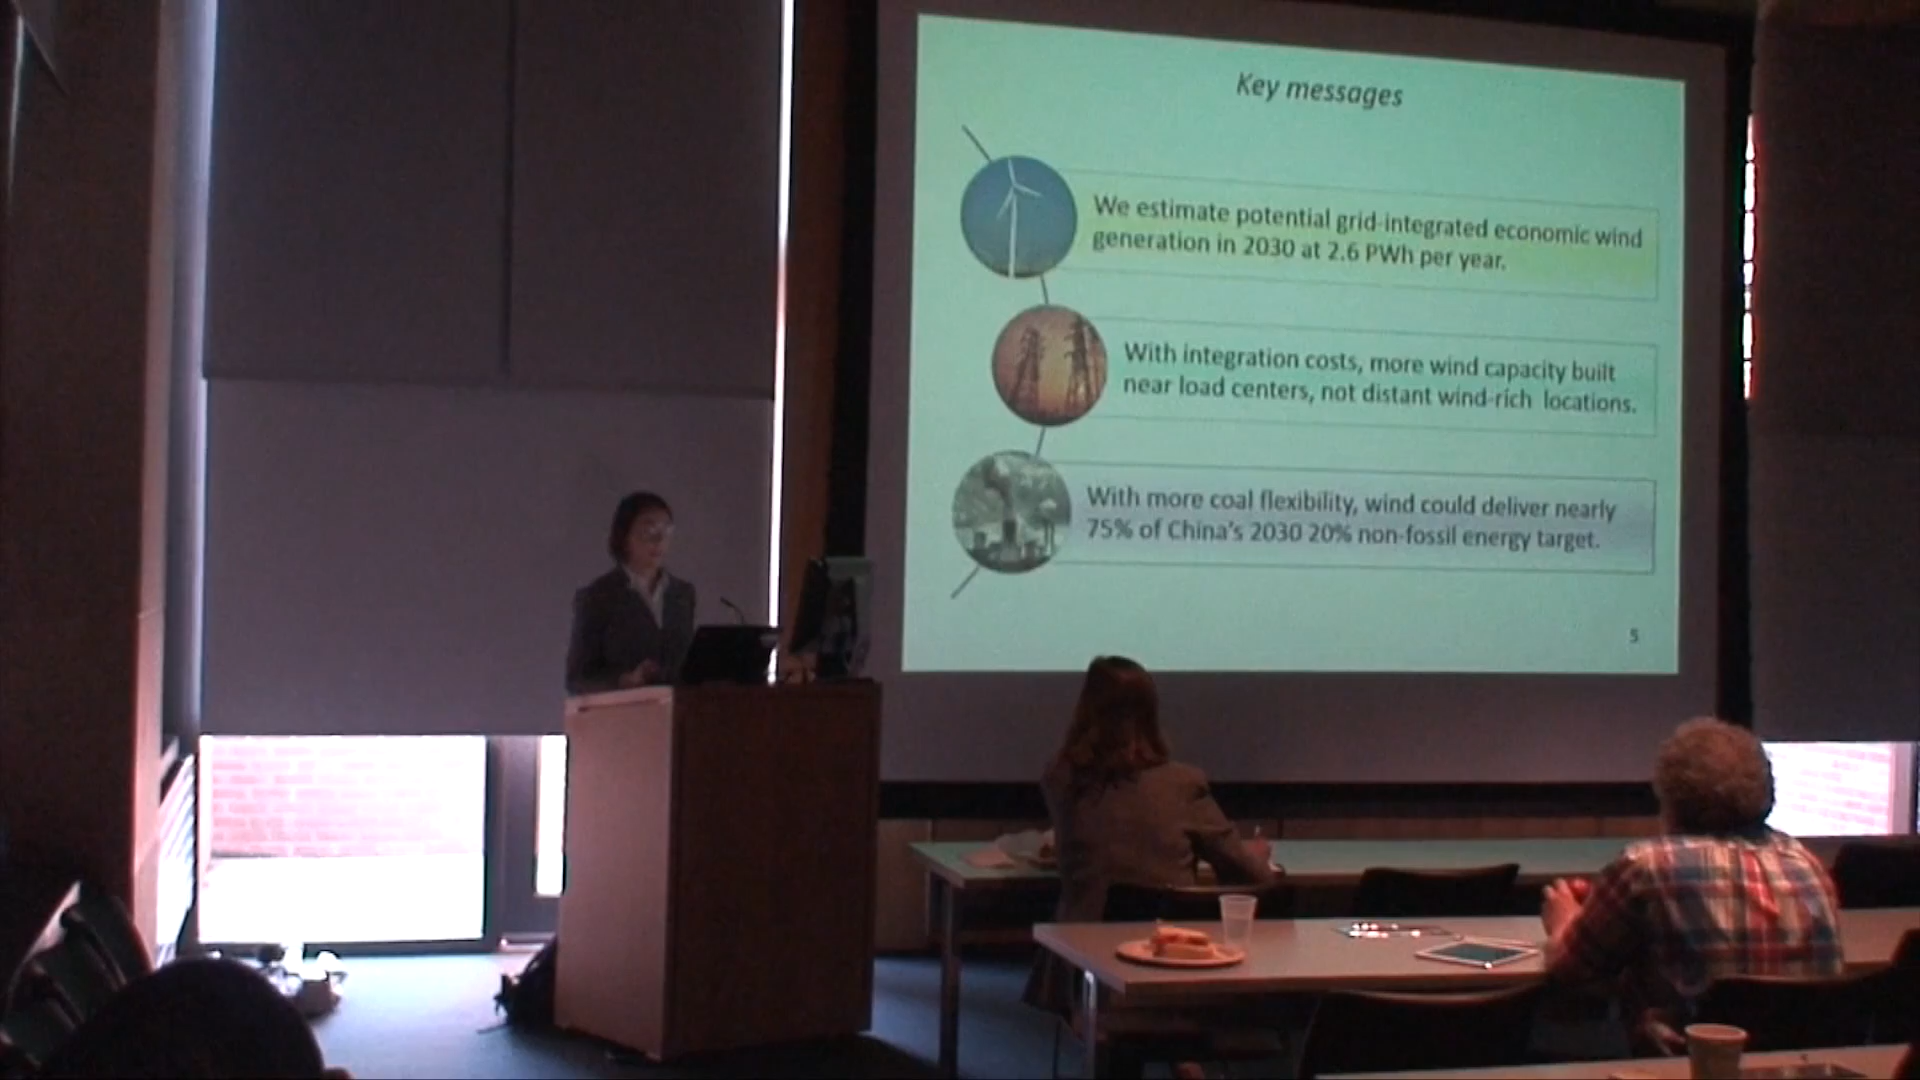 Key messages
We estimate potential grid-integrated economic wind
generation in 2030 at 2.6 PWh per year.
With integration costs, more wind capacity built
near load centers, not distant wind-rich locations.
With more coal flexibility, wind could deliver nearly
75% of China's 2030 20% non-fossil energy target.
5